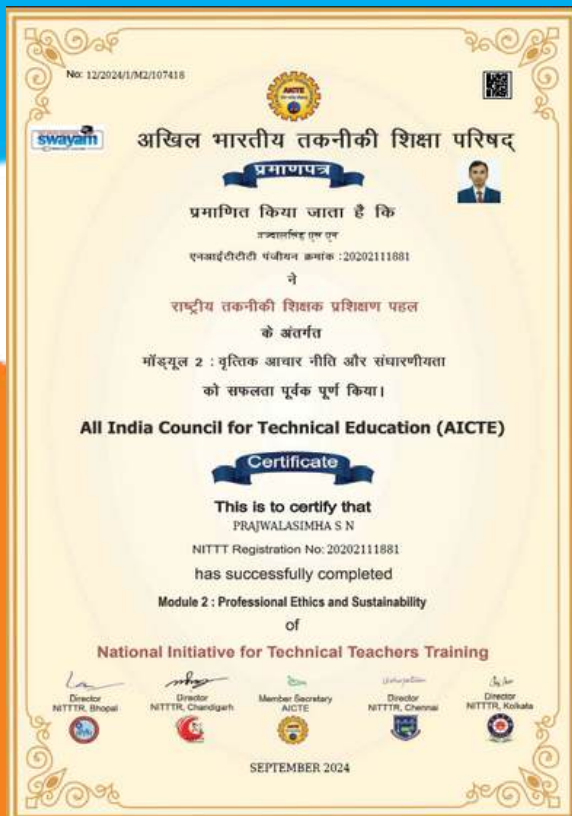 No: 12/2024/1/M2/107418
AICTE
swayam
अखिल भारतीय तकनीकी शिक्षा परिषद्
प्रमाणपत्र
प्रमाणित किया जाता है कि
एस एन
एनआईटीटीटी पंजीयन क्रमांक :20202111881
ने
राष्ट्रीय तकनीकी शिक्षक प्रशिक्षण पहल
के अंतर्गत
मॉड्यूल 2 : वृत्तिक आचार नीति और संधारणीयता
को सफलता पूर्वक पूर्ण किया।
All India Council for Technical Education (AICTE)
Certificate
This is to certify that
PRAJWALASIMHA S N
NITTT Registration No: 20202111881
has successfully completed
Module 2 : Professional Ethics and Sustainability
of
National Initiative for Technical Teachers Training
Director
NITTTR, Bhopal
Director
NITTTR, Chandigarh
Member Secretary
AICTE
Director
NITTTR, Chennai
Director
NITTTR, Kolkata
SEPTEMBER 2024